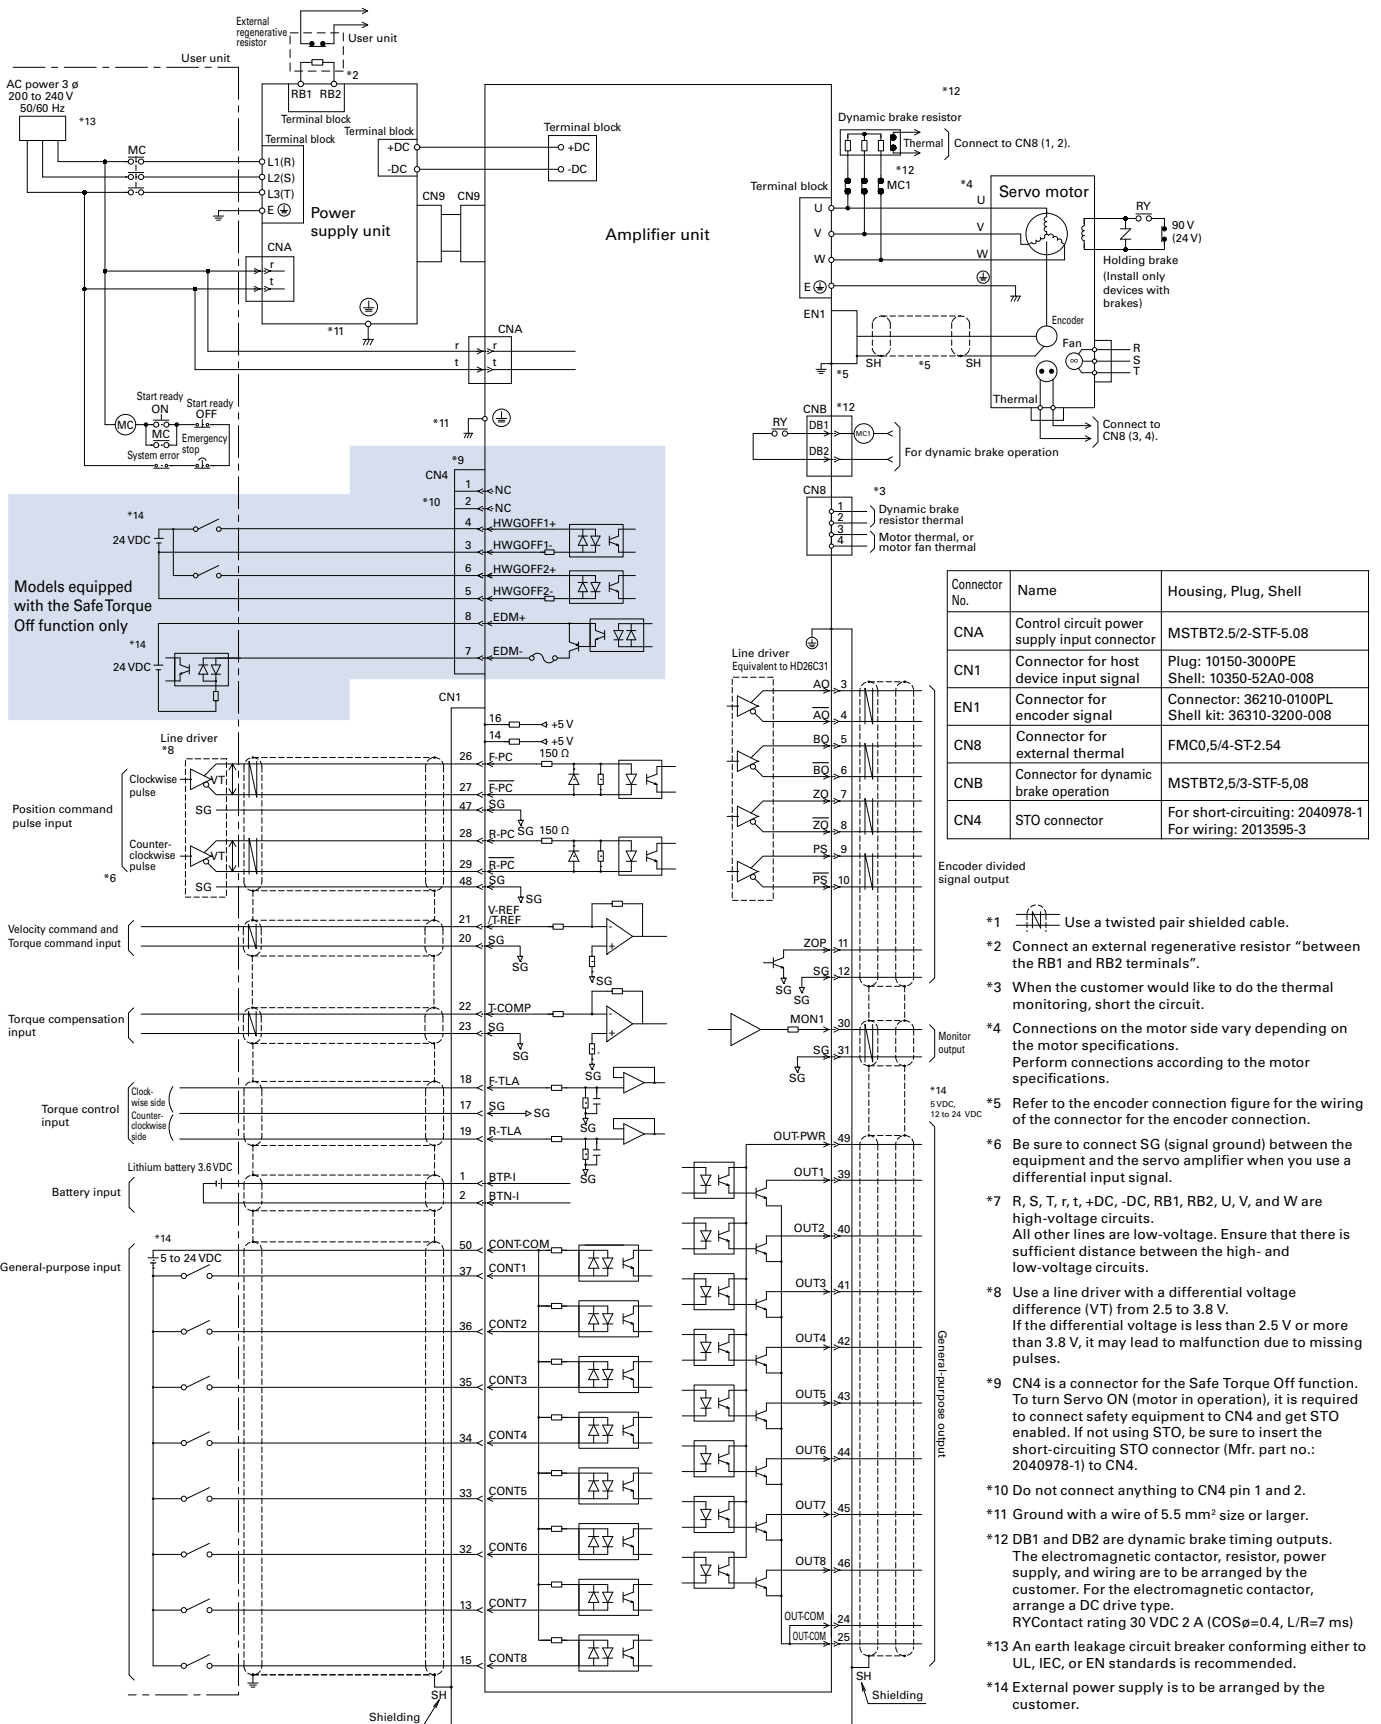 External
regenerative
resistor
User unit
*2
RB1 RB2
Terminal block
User unit
AC power 3 ø
200 to 240 V
50/60 Hz
*13
MC
Terminal block
L1(R)
L2(S)
L3(T)
E
Power
supply unit
Terminal block
+DC
-DC
Terminal block
+DC
-DC
CN9 CN9
CNA
r
t
*11
CNA
r r
t t
*11
Amplifier unit
*12
Dynamic brake resistor
Thermal
Connect to CN8 (1, 2).
*12
MC1
Terminal block
U
V
W
E
*4
U
V
W
Servo motor
RY
90 V
(24 V)
Holding brake
(Install only
devices with
brakes)
EN1
SH
*5
SH
*5
Encoder
Fan
R
S
T
Thermal
Connect to
CN8 (3, 4).
CNB
*12
RY
DB1
DB2
MC1
For dynamic brake operation
CN8
*3
1
2
3
4
Dynamic brake
resistor thermal
Motor thermal, or
motor fan thermal
Start ready
ON
Start ready
OFF
MC
MC
Emergency
stop
System error
*9
CN4
*10
1 NC
2 NC
*14
24 VDC
4 HWGOFF1+
3 HWGOFF1-
6 HWGOFF2+
5 HWGOFF2-
8 EDM+
7 EDM-
Models equipped
with the Safe Torque
Off function only
*14
24 VDC
CN1
16 +5 V
14 +5 V
Line driver
*8
Clockwise
pulse
VT
SG
Position command
pulse input
Counter-
clockwise
pulse
VT
*6
SG
26 F-PC 150 Ω
27 F-PC
47 SG
SG
28 R-PC 150 Ω
29 R-PC
48 SG
SG
Velocity command and
Torque command input
V-REF
21 /T-REF
20 SG
SG
SG
Torque compensation
input
22 T-COMP
23 SG
SG
SG
Torque control
input
Clock-
wise side
Counter-
clockwise
side
18 F-TLA
17 SG SG
19 R-TLA
SG
Lithium battery 3.6 VDC
Battery input
1 BTP-I
2 BTN-I
*14
5 to 24 VDC
General-purpose input
50 CONT-COM
37 CONT1
36 CONT2
35 CONT3
34 CONT4
33 CONT5
32 CONT6
13 CONT7
15 CONT8
SH
Shielding
Line driver
Equivalent to HD26C31
AQ 3
AQ 4
BQ 5
BQ 6
ZQ 7
ZQ 8
PS 9
PS 10
Encoder divided
signal output
ZOP 11
SG 12
SG SG
MON1 30
SG 31
SG
Monitor
output
*14
5 VDC,
12 to 24 VDC
OUT-PWR 49
OUT1 39
OUT2 40
OUT3 41
OUT4 42
OUT5 43
OUT6 44
OUT7 45
OUT8 46
OUT-COM 24
OUT-COM 25
General-purpose output
SH
Shielding
Connector No. Name Housing, Plug, Shell
CNA Control circuit power supply input connector MSTBT2.5/2-STF-5.08
CN1 Connector for host device input signal Plug: 10150-3000PE Shell: 10350-52A0-008
EN1 Connector for encoder signal Connector: 36210-0100PL Shell kit: 36310-3200-008
CN8 Connector for external thermal FMC0,5/4-ST-2.54
CNB Connector for dynamic brake operation MSTBT2,5/3-STF-5,08
CN4 STO connector For short-circuiting: 2040978-1 For wiring: 2013595-3
*1 Use a twisted pair shielded cable.
*2 Connect an external regenerative resistor “between
the RB1 and RB2 terminals”.
*3 When the customer would like to do the thermal
monitoring, short the circuit.
*4 Connections on the motor side vary depending on
the motor specifications.
Perform connections according to the motor
specifications.
*5 Refer to the encoder connection figure for the wiring
of the connector for the encoder connection.
*6 Be sure to connect SG (signal ground) between the
equipment and the servo amplifier when you use a
differential input signal.
*7 R, S, T, r, t, +DC, -DC, RB1, RB2, U, V, and W are
high-voltage circuits.
All other lines are low-voltage. Ensure that there is
sufficient distance between the high- and
low-voltage circuits.
*8 Use a line driver with a differential voltage
difference (VT) from 2.5 to 3.8 V.
If the differential voltage is less than 2.5 V or more
than 3.8 V, it may lead to malfunction due to missing
pulses.
*9 CN4 is a connector for the Safe Torque Off function.
To turn Servo ON (motor in operation), it is required
to connect safety equipment to CN4 and get STO
enabled. If not using STO, be sure to insert the
short-circuiting STO connector (Mfr. part no.:
2040978-1) to CN4.
*10 Do not connect anything to CN4 pin 1 and 2.
*11 Ground with a wire of 5.5 mm² size or larger.
*12 DB1 and DB2 are dynamic brake timing outputs.
The electromagnetic contactor, resistor, power
supply, and wiring are to be arranged by the
customer. For the electromagnetic contactor,
arrange a DC drive type.
RYContact rating 30 VDC 2 A (COSø=0.4, L/R=7 ms)
*13 An earth leakage circuit breaker conforming either to
UL, IEC, or EN standards is recommended.
*14 External power supply is to be arranged by the
customer.